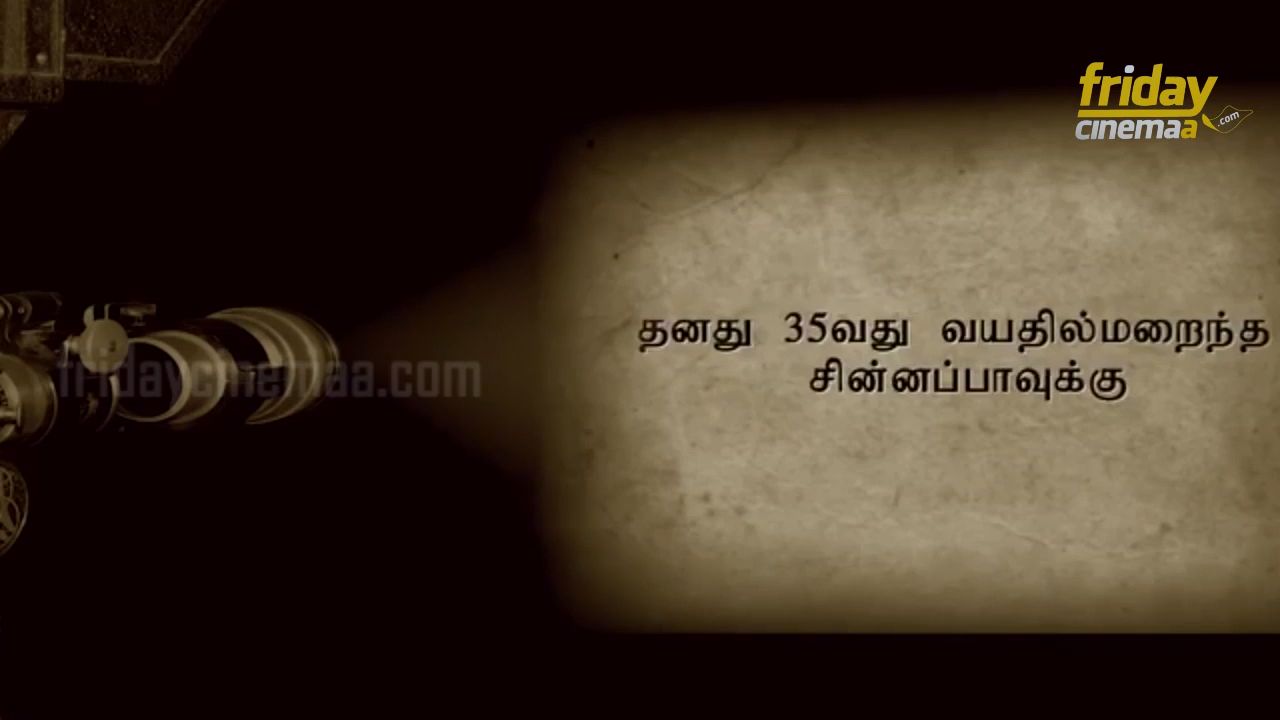 friday
cinemaa
.com
தனது 35வது வயதில்மறைந்த
சின்னப்பாவுக்கு
fridaycinemaa.com